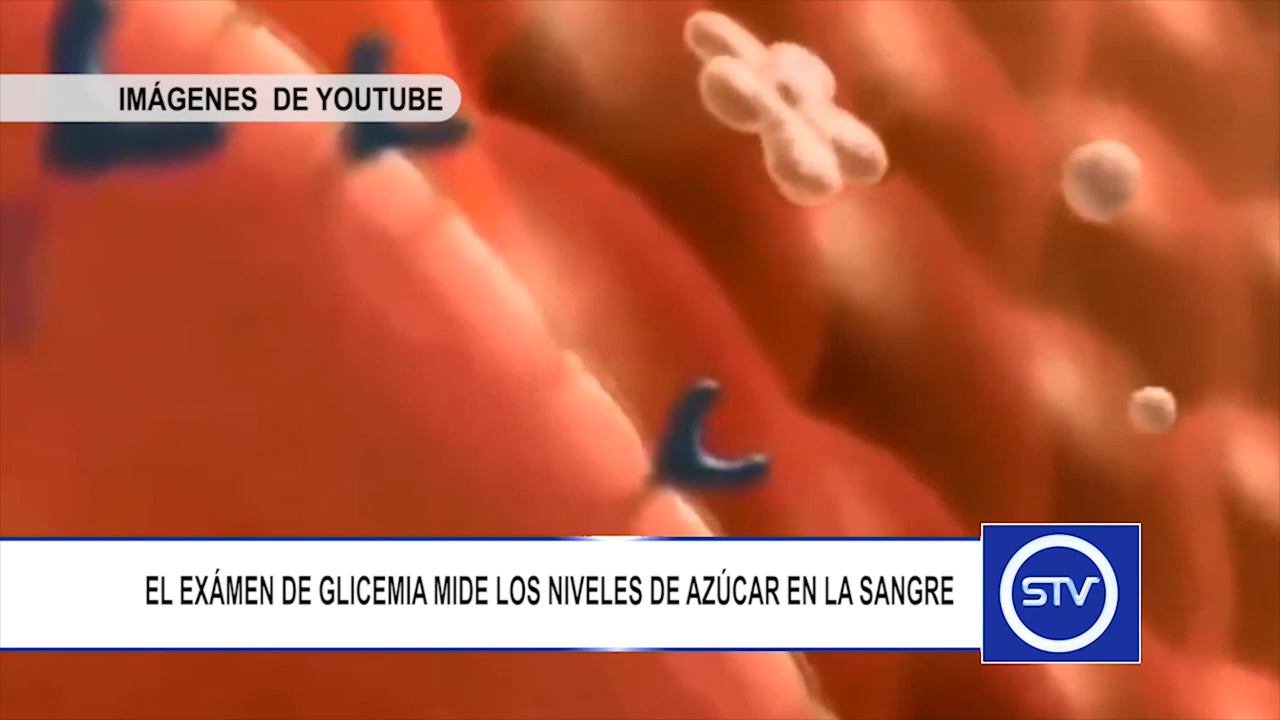 IMÁGENES DE YOUTUBE
EL EXÁMEN DE GLICEMIA MIDE LOS NIVELES DE AZÚCAR EN LA SANGRE
STV